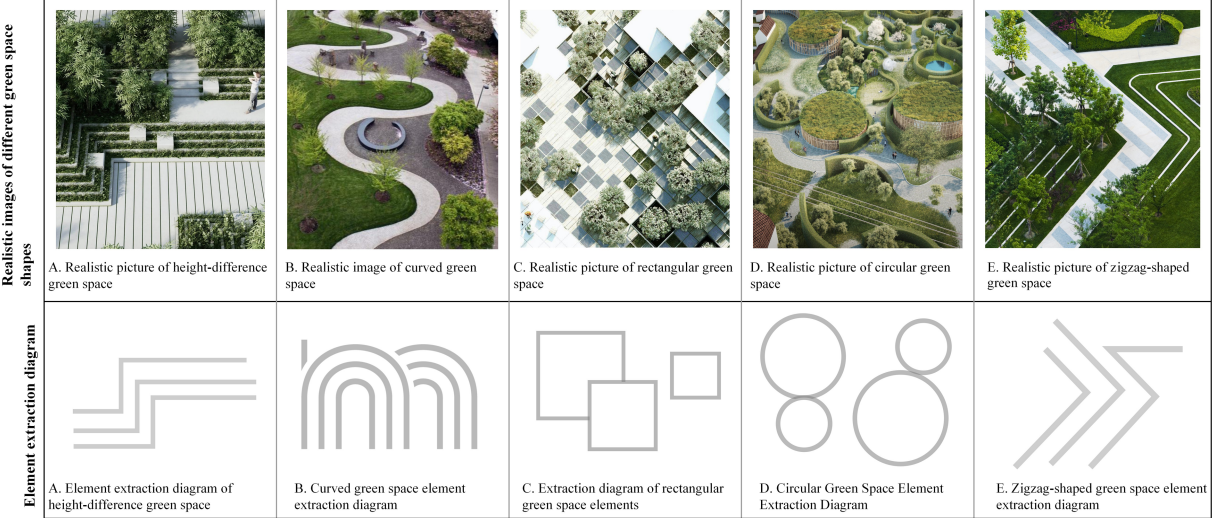 Realistic images of different green space
shapes
A. Realistic picture of height-difference
green space
B. Realistic image of curved green
space
C. Realistic picture of rectangular green
space
D. Realistic picture of circular green
space
E. Realistic picture of zigzag-shaped
green space
Element extraction diagram
A. Element extraction diagram of
height-difference green space
B. Curved green space element
extraction diagram
C. Extraction diagram of rectangular
green space elements
D. Circular Green Space Element
Extraction Diagram
E. Zigzag-shaped green space element
extraction diagram